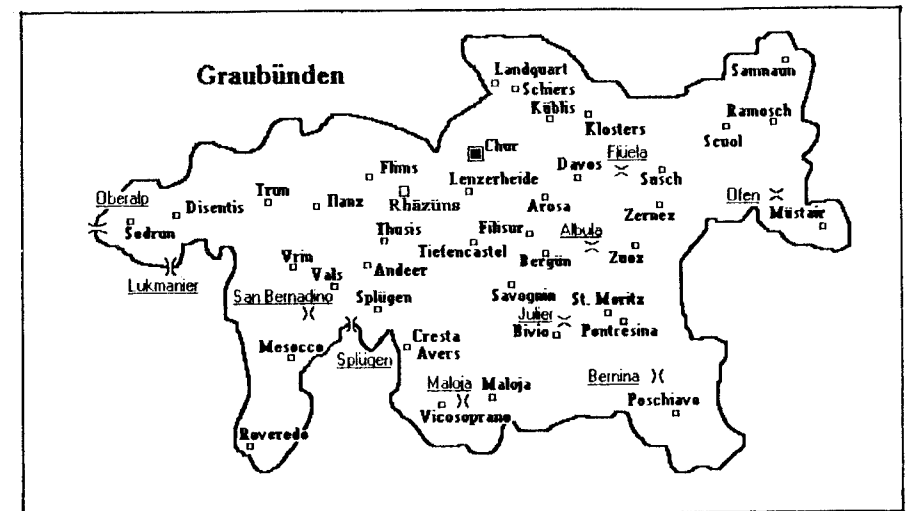 Graubünden
Landquart
Schiers
Küblis
Klosters
Samnaun
Ramosch
Scuol
Chur
Flims
Lenzerheide
Davos
Flüela
Susch
Oberalp
Disentis
Trun
Ilanz
Rhäzüns
Arosa
Zernez
Ofen
Müstair
Sedrun
Thusis
Tiefencastel
Filisur
Albula
Bergün
Zuoz
Lukmanier
Vrin
Vals
Andeer
San Bernadino
Splügen
Savognin
St. Moritz
Julier
Bivio
Pontresina
Mesocco
Splügen
Cresta
Avers
Maloja
Maloja
Vicosoprano
Bernina
Poschiavo
Roveredo